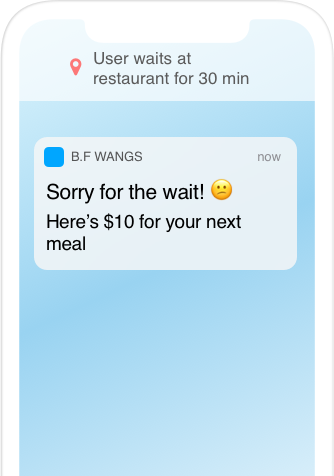 User waits at
restaurant for 30 min
B.F WANGS now
Sorry for the wait! 😕
Here’s $10 for your next
meal